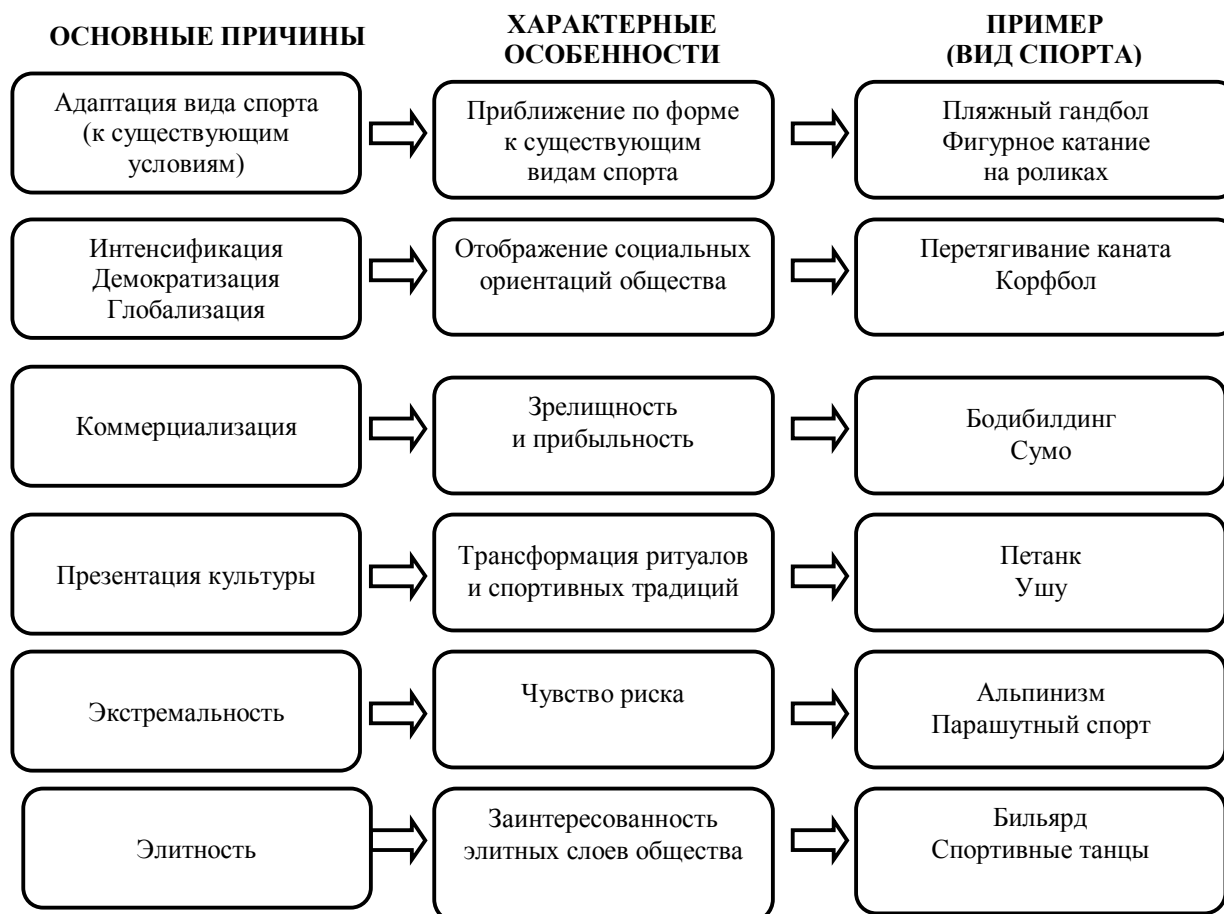 ОСНОВНЫЕ ПРИЧИНЫ
ХАРАКТЕРНЫЕ
ОСОБЕННОСТИ
ПРИМЕР
(ВИД СПОРТА)
Адаптация вида спорта
(к существующим
условиям)
Приближение по форме
к существующим
видам спорта
Пляжный гандбол
Фигурное катание
на роликах
Интенсификация
Демократизация
Глобализация
Отображение социальных
ориентаций общества
Перетягивание каната
Корфбол
Коммерциализация
Зрелищность
и прибыльность
Бодибилдинг
Сумо
Презентация культуры
Трансформация ритуалов
и спортивных традиций
Петанк
Ушу
Экстремальность
Чувство риска
Альпинизм
Парашутный спорт
Элитность
Заинтересованность
элитных слоев общества
Бильярд
Спортивные танцы